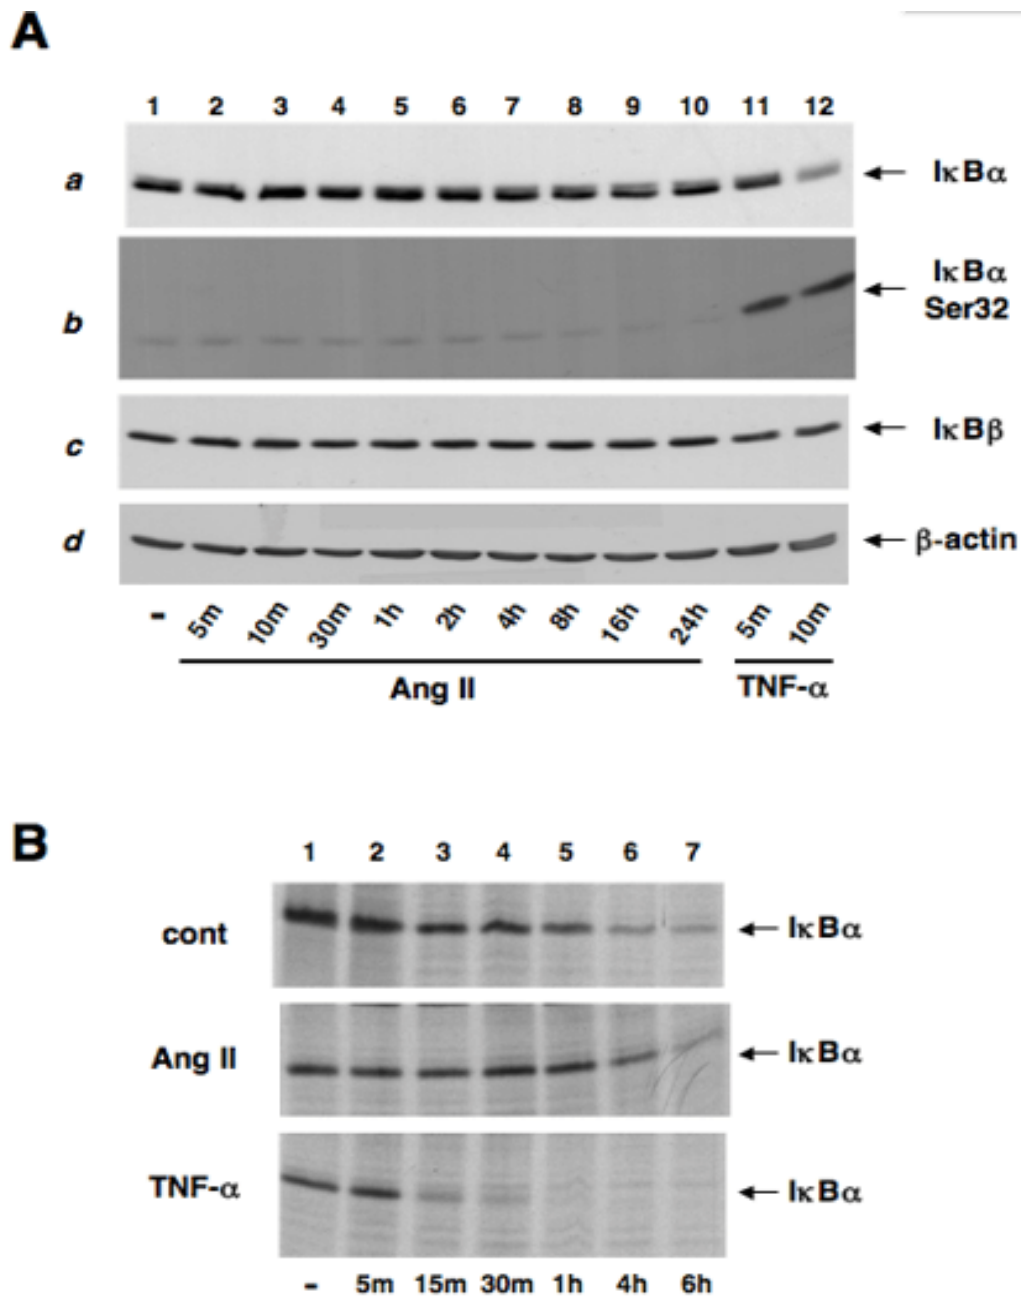 A
1 2 3 4 5 6 7 8 9 10 11 12
a IκBα
b IκBα
Ser32
c IκBβ
d β-actin
- 5m 10m 30m 1h 2h 4h 8h 16h 24h 5m 10m
Ang II TNF-α
B
1 2 3 4 5 6 7
cont IκBα
Ang II IκBα
TNF-α IκBα
- 5m 15m 30m 1h 4h 6h